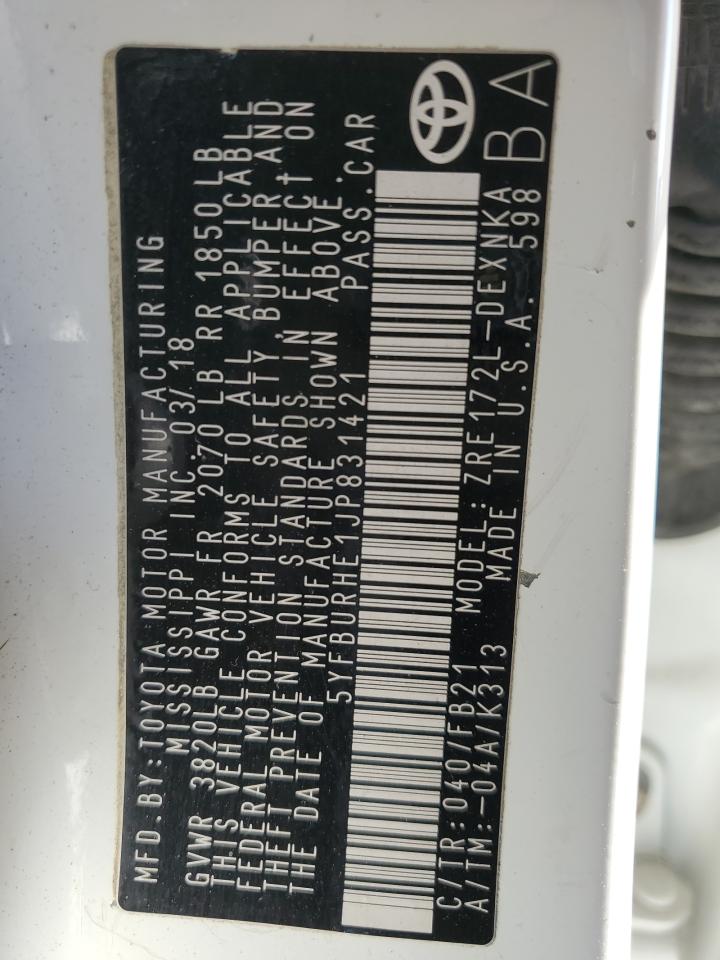 MFD.BY:TOYOTA MOTOR MANUFACTURING
MISSISSIPPI INC. 03/18
GVWR 3820LB GAWR FR 2070 LB RR 1850LB
THIS VEHICLE CONFORMS TO ALL APPLICABLE
FEDERAL MOTOR VEHICLE SAFETY, BUMPER AND
THEFT PREVENTION STANDARDS IN EFFECT ON
THE DATE OF MANUFACTURE SHOWN ABOVE.
5YFBURHE1JP831421 PASS.CAR
C/TR:040/FB21 MODEL:ZRE172L-DEXNKA
A/TM:-04A/K313 MADE IN U.S.A. 598
BA